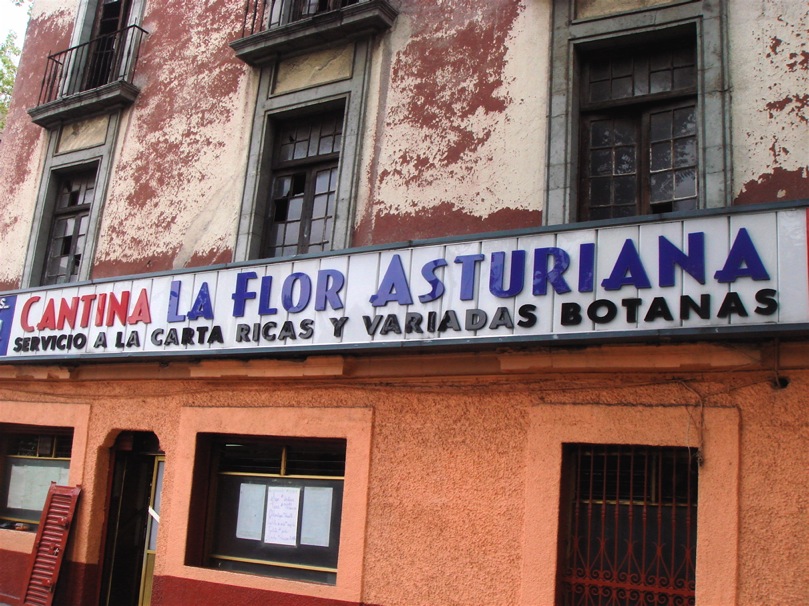 CANTINA LA FLOR ASTURIANA
SERVICIO A LA CARTA RICAS Y VARIADAS BOTANAS